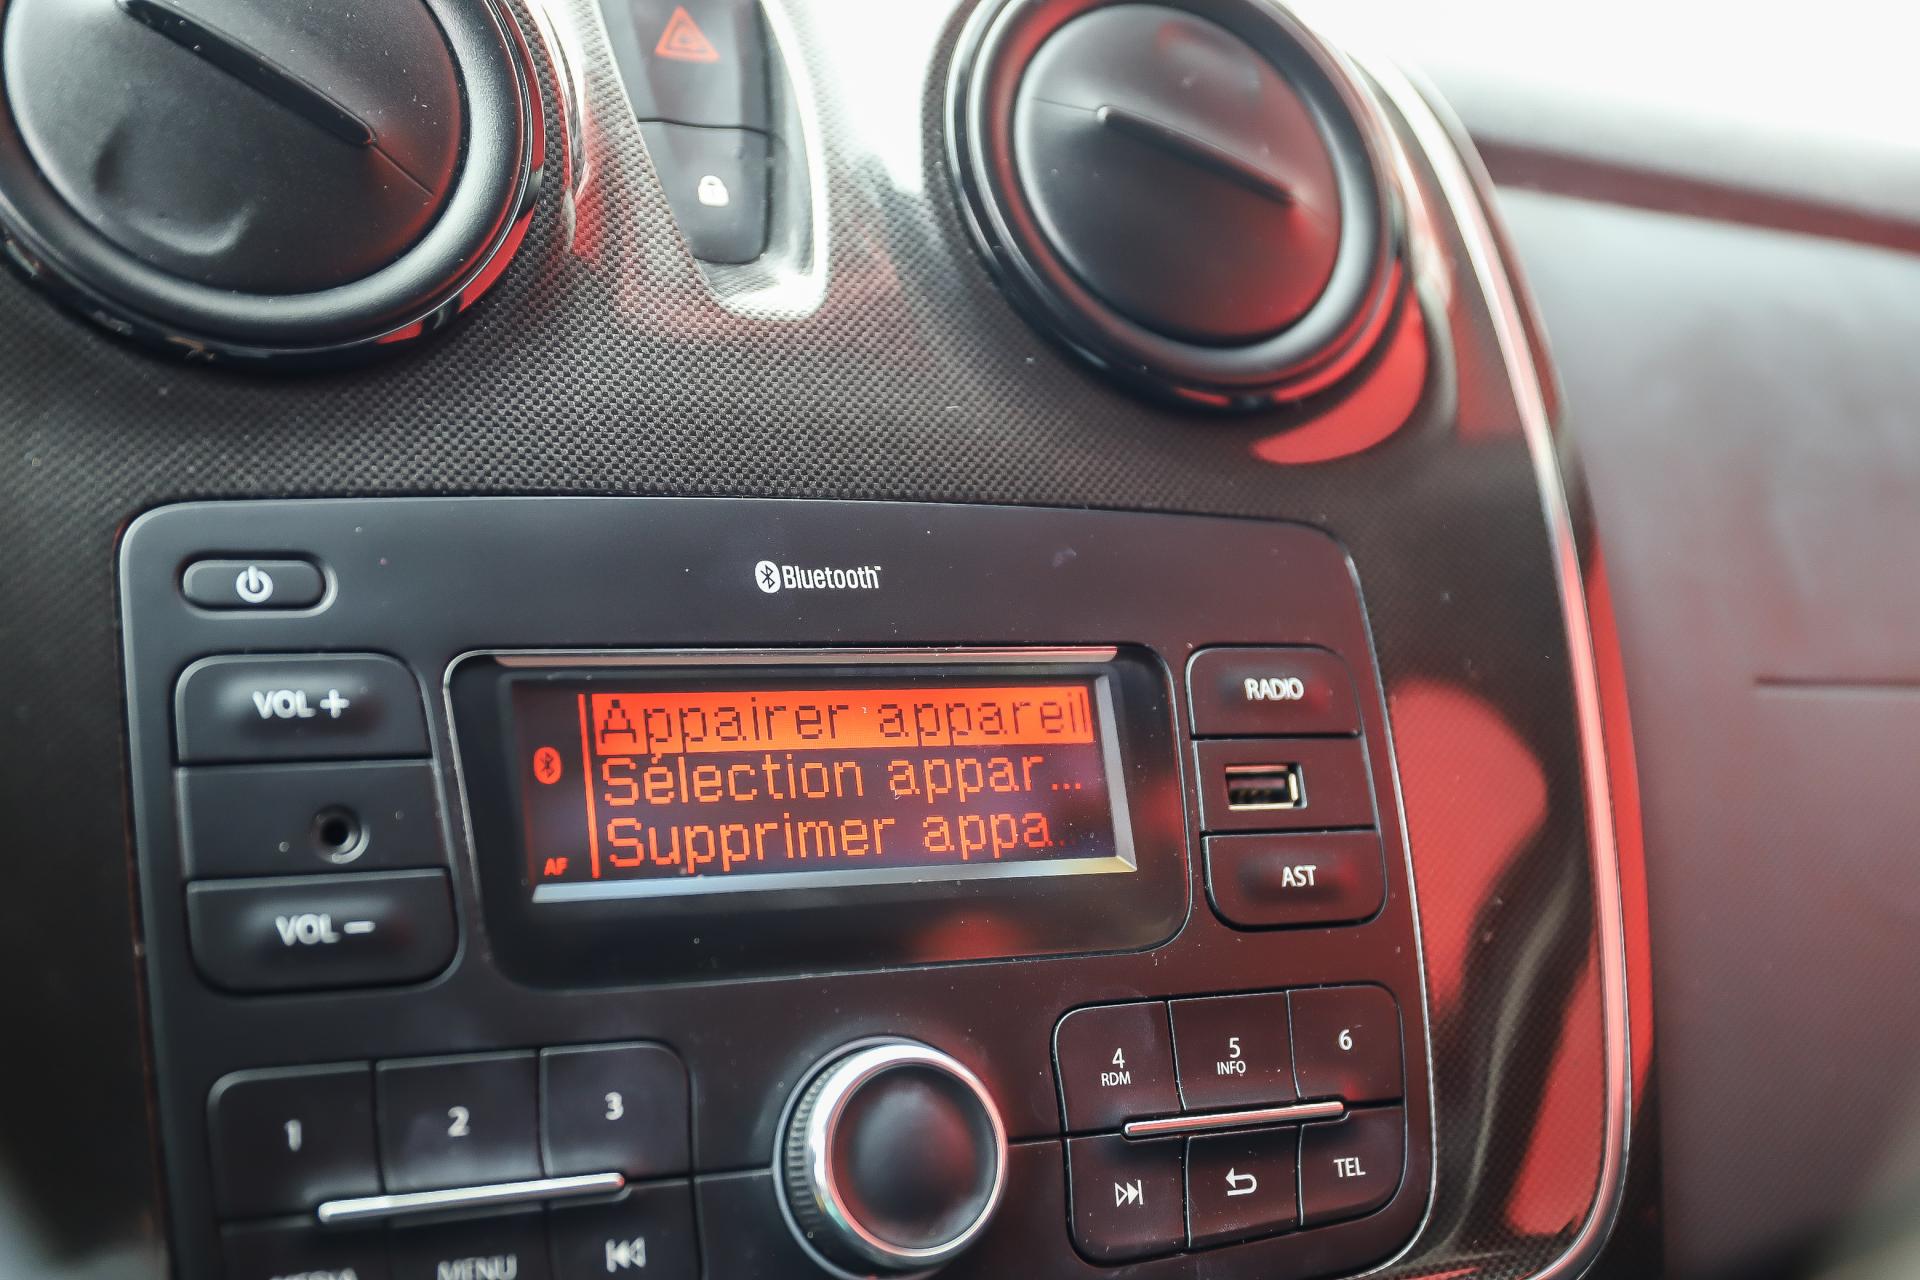 Bluetooth™
VOL +
VOL −
Appairer appareil
Sélection appar...
Supprimer appa
AF
RADIO
AST
1
2
3
4
RDM
5
INFO
6
TEL
MENU